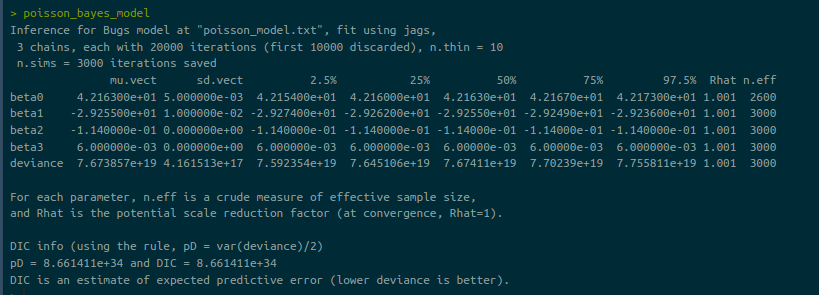 > poisson_bayes_model
Inference for Bugs model at "poisson_model.txt", fit using jags,
 3 chains, each with 20000 iterations (first 10000 discarded), n.thin = 10
 n.sims = 3000 iterations saved
              mu.vect      sd.vect          2.5%           25%          50%          75%         97.5%  Rhat n.eff
beta0     4.216300e+01 5.000000e-03  4.215400e+01  4.216000e+01  4.21630e+01  4.21670e+01  4.217300e+01 1.001  2600
beta1    -2.925500e+01 1.000000e-02 -2.927400e+01 -2.926200e+01 -2.92550e+01 -2.92490e+01 -2.923600e+01 1.001  3000
beta2    -1.140000e-01 0.000000e+00 -1.140000e-01 -1.140000e-01 -1.14000e-01 -1.14000e-01 -1.140000e-01 1.001  3000
beta3     6.000000e-03 0.000000e+00  6.000000e-03  6.000000e-03  6.00000e-03  6.00000e-03  6.000000e-03 1.001  3000
deviance  7.673857e+19 4.161513e+17  7.592354e+19  7.645106e+19  7.67411e+19  7.70239e+19  7.755811e+19 1.001  3000

For each parameter, n.eff is a crude measure of effective sample size,
and Rhat is the potential scale reduction factor (at convergence, Rhat=1).

DIC info (using the rule, pD = var(deviance)/2)
pD = 8.661411e+34 and DIC = 8.661411e+34
DIC is an estimate of expected predictive error (lower deviance is better).